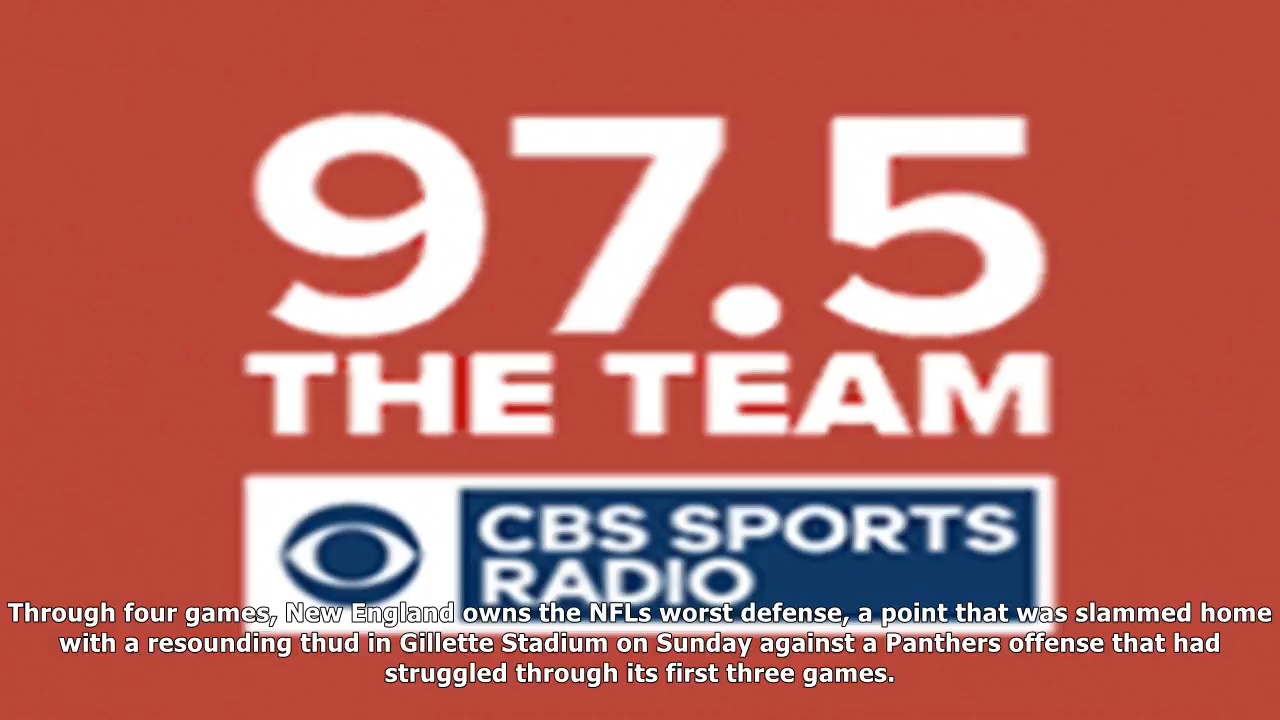 97.5
THE TEAM
CBS SPORTS
RADIO
Through four games, New England owns the NFLs worst defense, a point that was slammed home
with a resounding thud in Gillette Stadium on Sunday against a Panthers offense that had
struggled through its first three games.